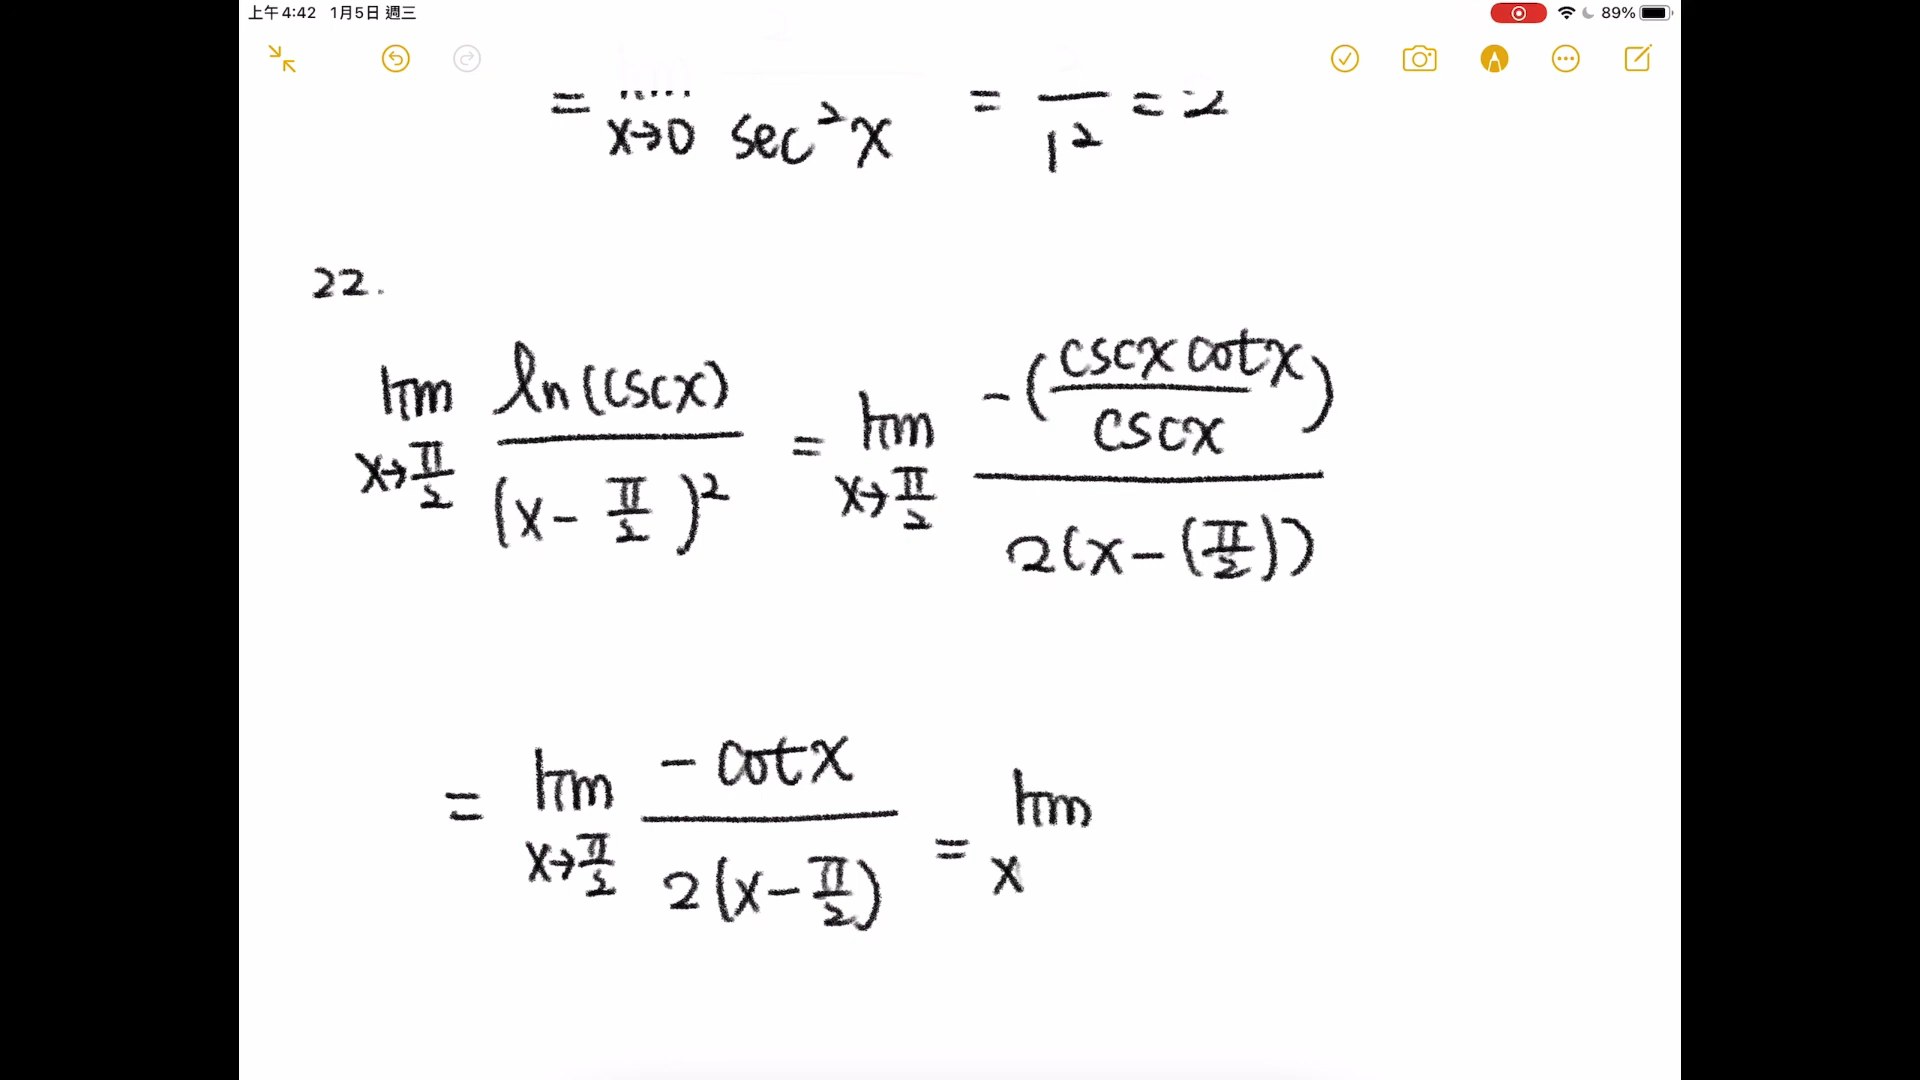 上午4:42 1月5日 週三 89%
= lim x→0 sec²x = — / 1² = 2
22.
lim x→π/2 ln(cscx) / (x - π/2)² = lim x→π/2 -(cscx cotx / cscx) / 2(x - (π/2))
= lim x→π/2 -cotx / 2(x - π/2) = lim x